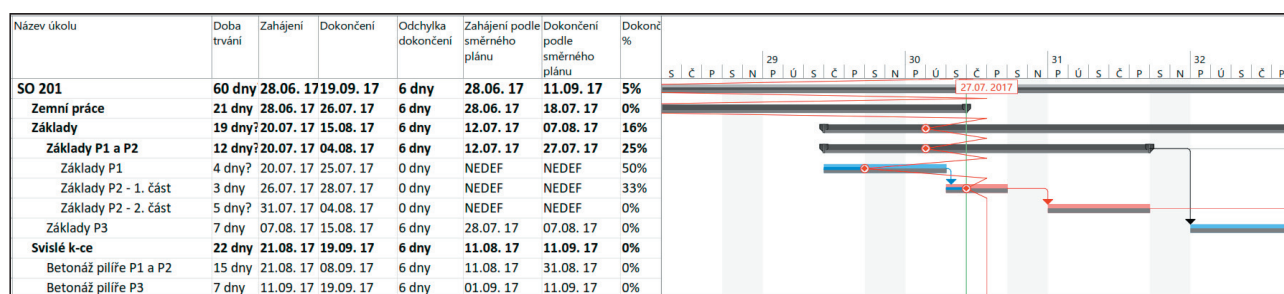 Název úkolu Doba trvání Zahájení Dokončení Odchylka dokončení Zahájení podle směrného plánu Dokončení podle směrného plánu Dokonč %
29 30 31 32
S Č P S N P Ú S Č P S N P Ú S Č P S N P Ú S Č P S N P Ú S Č P
27.07. 2017
SO 201 60 dny 28.06. 17 19.09. 17 6 dny 28.06. 17 11.09. 17 5%
Zemní práce 21 dny 28.06. 17 26.07. 17 6 dny 28.06. 17 18.07. 17 0%
Základy 19 dny? 20.07. 17 15.08. 17 6 dny 12.07. 17 07.08. 17 16%
Základy P1 a P2 12 dny? 20.07. 17 04.08. 17 6 dny 12.07. 17 27.07. 17 25%
Základy P1 4 dny? 20.07. 17 25.07. 17 0 dny NEDEF NEDEF 50%
Základy P2 - 1. část 3 dny 26.07. 17 28.07. 17 0 dny NEDEF NEDEF 33%
Základy P2 - 2. část 5 dny? 31.07. 17 04.08. 17 0 dny NEDEF NEDEF 0%
Základy P3 7 dny 07.08. 17 15.08. 17 6 dny 28.07. 17 07.08. 17 0%
Svislé k-ce 22 dny 21.08. 17 19.09. 17 6 dny 11.08. 17 11.09. 17 0%
Betonáž pilíře P1 a P2 15 dny 21.08. 17 08.09. 17 6 dny 11.08. 17 31.08. 17 0%
Betonáž pilíře P3 7 dny 11.09. 17 19.09. 17 6 dny 01.09. 17 11.09. 17 0%